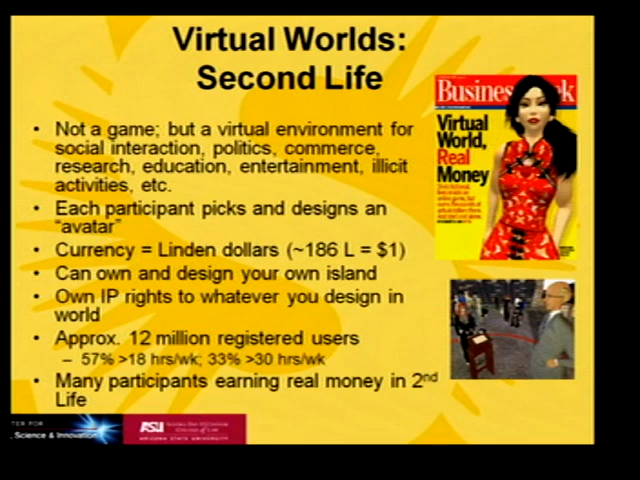 Virtual Worlds:
Second Life
• Not a game; but a virtual environment for
social interaction, politics, commerce,
research, education, entertainment, illicit
activities, etc.
• Each participant picks and designs an
“avatar”
• Currency = Linden dollars (~186 L = $1)
• Can own and design your own island
• Own IP rights to whatever you design in
world
• Approx. 12 million registered users
– 57% >18 hrs/wk; 33% >30 hrs/wk
• Many participants earning real money in 2nd
Life
Busines k
Virtual
World,
Real
Money
TER FOR
, Science & Innovation
ASU
ARIZONA STATE UNIVERSITY